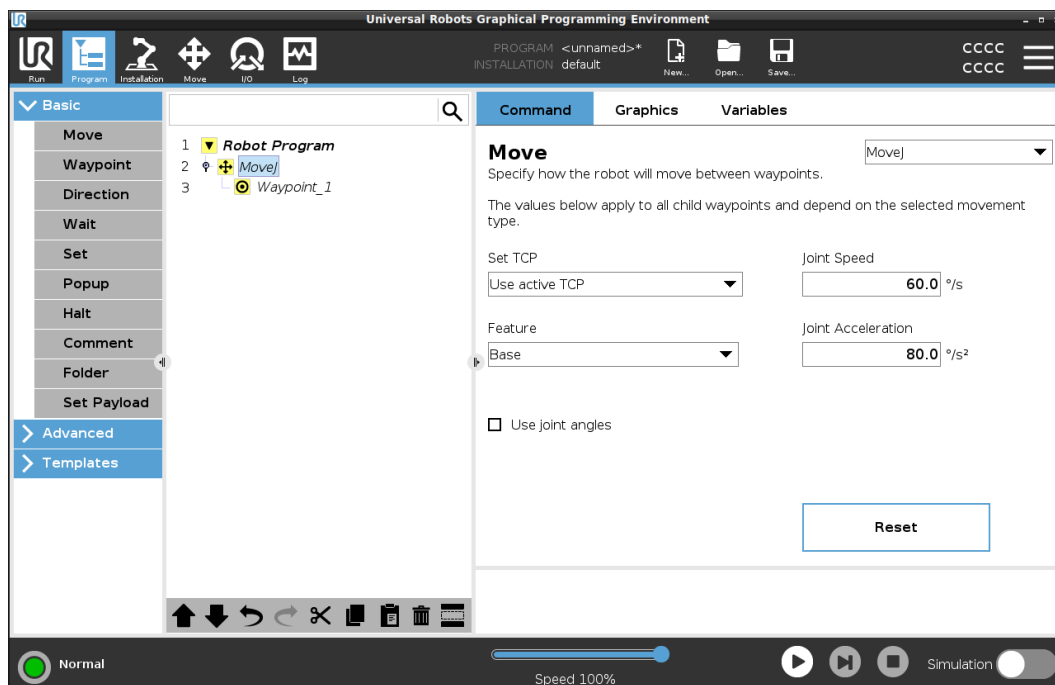 Universal Robots Graphical Programming Environment
UR
Run
Program
Installation
Move
I/O
Log
PROGRAM <unnamed>*
INSTALLATION default
New...
Open...
Save...
CCCC
CCCC
Basic
Move
Waypoint
Direction
Wait
Set
Popup
Halt
Comment
Folder
Set Payload
Advanced
Templates
1 Robot Program
2 MoveJ
3 Waypoint_1
Command Graphics Variables
Move
MoveJ
Specify how the robot will move between waypoints.
The values below apply to all child waypoints and depend on the selected movement
type.
Set TCP
Use active TCP
Joint Speed
60.0 °/s
Feature
Base
Joint Acceleration
80.0 °/s²
Use joint angles
Reset
Normal
Speed 100%
Simulation